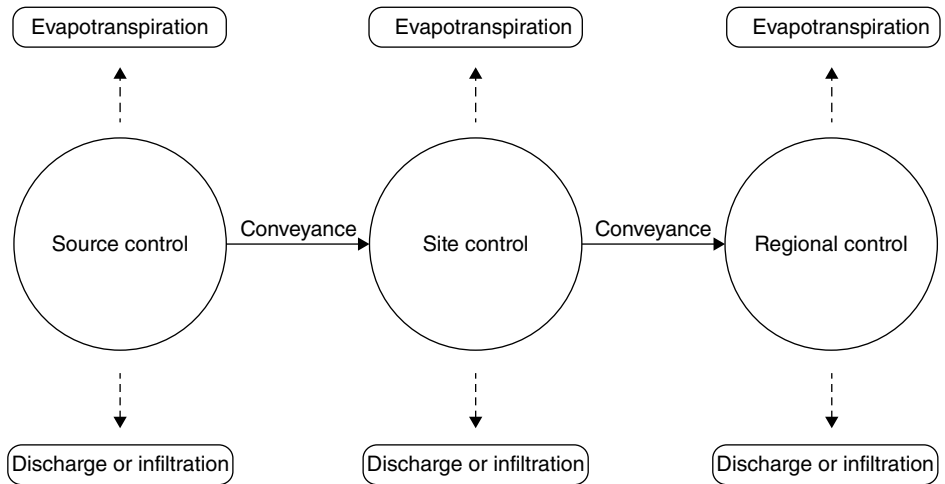 Evapotranspiration
Evapotranspiration
Evapotranspiration
Source control
Conveyance
Site control
Conveyance
Regional control
Discharge or infiltration
Discharge or infiltration
Discharge or infiltration